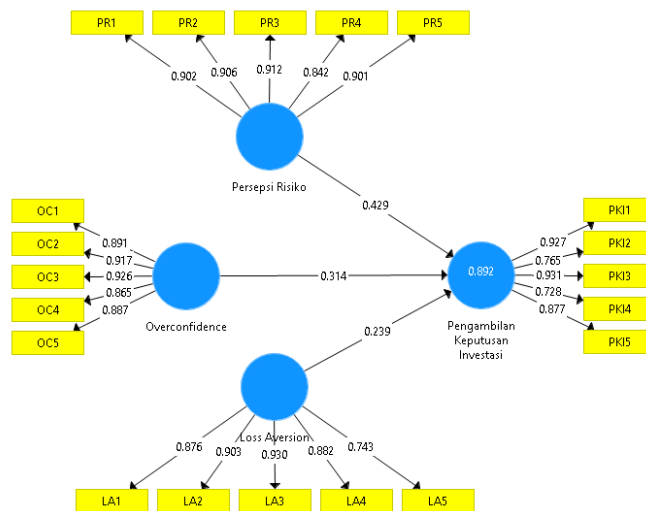 PR1
PR2
PR3
PR4
PR5
0.902
0.906
0.912
0.842
0.901
Persepsi Risiko
0.429
OC1
OC2
OC3
OC4
OC5
0.891
0.917
0.926
0.865
0.887
Overconfidence
0.314
0.892
Pengambilan
Keputusan
Investasi
0.927
0.765
0.931
0.728
0.877
PKI1
PKI2
PKI3
PKI4
PKI5
0.239
Loss Aversion
0.876
0.903
0.930
0.882
0.743
LA1
LA2
LA3
LA4
LA5